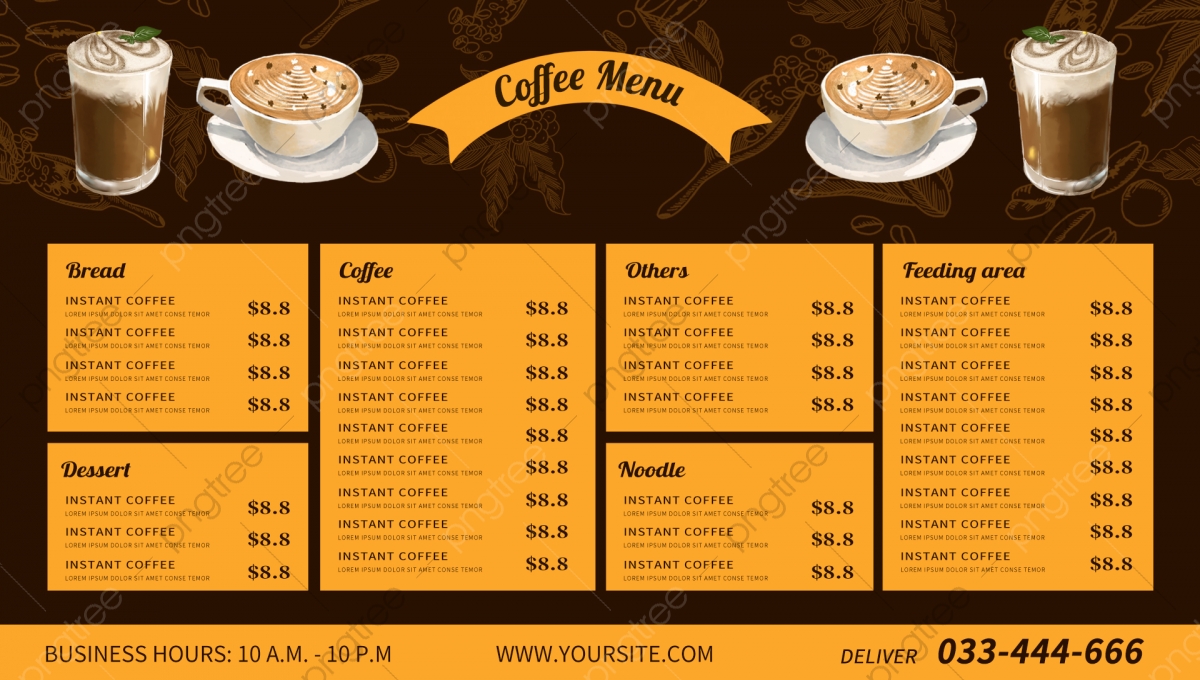 Coffee Menu
Bread
INSTANT COFFEE
LOREM IPSUM DOLOR SIT AMET CONSE TEMOR
$8.8
INSTANT COFFEE
LOREM IPSUM DOLOR SIT AMET CONSE TEMOR
$8.8
INSTANT COFFEE
LOREM IPSUM DOLOR SIT AMET CONSE TEMOR
$8.8
INSTANT COFFEE
LOREM IPSUM DOLOR SIT AMET CONSE TEMOR
$8.8
Dessert
INSTANT COFFEE
LOREM IPSUM DOLOR SIT AMET CONSE TEMOR
$8.8
INSTANT COFFEE
LOREM IPSUM DOLOR SIT AMET CONSE TEMOR
$8.8
INSTANT COFFEE
LOREM IPSUM DOLOR SIT AMET CONSE TEMOR
$8.8
Coffee
INSTANT COFFEE
LOREM IPSUM DOLOR SIT AMET CONSE TEMOR
$8.8
INSTANT COFFEE
LOREM IPSUM DOLOR SIT AMET CONSE TEMOR
$8.8
INSTANT COFFEE
LOREM IPSUM DOLOR SIT AMET CONSE TEMOR
$8.8
INSTANT COFFEE
LOREM IPSUM DOLOR SIT AMET CONSE TEMOR
$8.8
INSTANT COFFEE
LOREM IPSUM DOLOR SIT AMET CONSE TEMOR
$8.8
INSTANT COFFEE
LOREM IPSUM DOLOR SIT AMET CONSE TEMOR
$8.8
INSTANT COFFEE
LOREM IPSUM DOLOR SIT AMET CONSE TEMOR
$8.8
INSTANT COFFEE
LOREM IPSUM DOLOR SIT AMET CONSE TEMOR
$8.8
INSTANT COFFEE
LOREM IPSUM DOLOR SIT AMET CONSE TEMOR
$8.8
Others
INSTANT COFFEE
LOREM IPSUM DOLOR SIT AMET CONSE TEMOR
$8.8
INSTANT COFFEE
LOREM IPSUM DOLOR SIT AMET CONSE TEMOR
$8.8
INSTANT COFFEE
LOREM IPSUM DOLOR SIT AMET CONSE TEMOR
$8.8
INSTANT COFFEE
LOREM IPSUM DOLOR SIT AMET CONSE TEMOR
$8.8
Noodle
INSTANT COFFEE
LOREM IPSUM DOLOR SIT AMET CONSE TEMOR
$8.8
INSTANT COFFEE
LOREM IPSUM DOLOR SIT AMET CONSE TEMOR
$8.8
INSTANT COFFEE
LOREM IPSUM DOLOR SIT AMET CONSE TEMOR
$8.8
Feeding area
INSTANT COFFEE
LOREM IPSUM DOLOR SIT AMET CONSE TEMOR
$8.8
INSTANT COFFEE
LOREM IPSUM DOLOR SIT AMET CONSE TEMOR
$8.8
INSTANT COFFEE
LOREM IPSUM DOLOR SIT AMET CONSE TEMOR
$8.8
INSTANT COFFEE
LOREM IPSUM DOLOR SIT AMET CONSE TEMOR
$8.8
INSTANT COFFEE
LOREM IPSUM DOLOR SIT AMET CONSE TEMOR
$8.8
INSTANT COFFEE
LOREM IPSUM DOLOR SIT AMET CONSE TEMOR
$8.8
INSTANT COFFEE
LOREM IPSUM DOLOR SIT AMET CONSE TEMOR
$8.8
INSTANT COFFEE
LOREM IPSUM DOLOR SIT AMET CONSE TEMOR
$8.8
INSTANT COFFEE
LOREM IPSUM DOLOR SIT AMET CONSE TEMOR
$8.8
BUSINESS HOURS: 10 A.M. - 10 P.M
WWW.YOURSITE.COM
DELIVER 033-444-666
pngtree